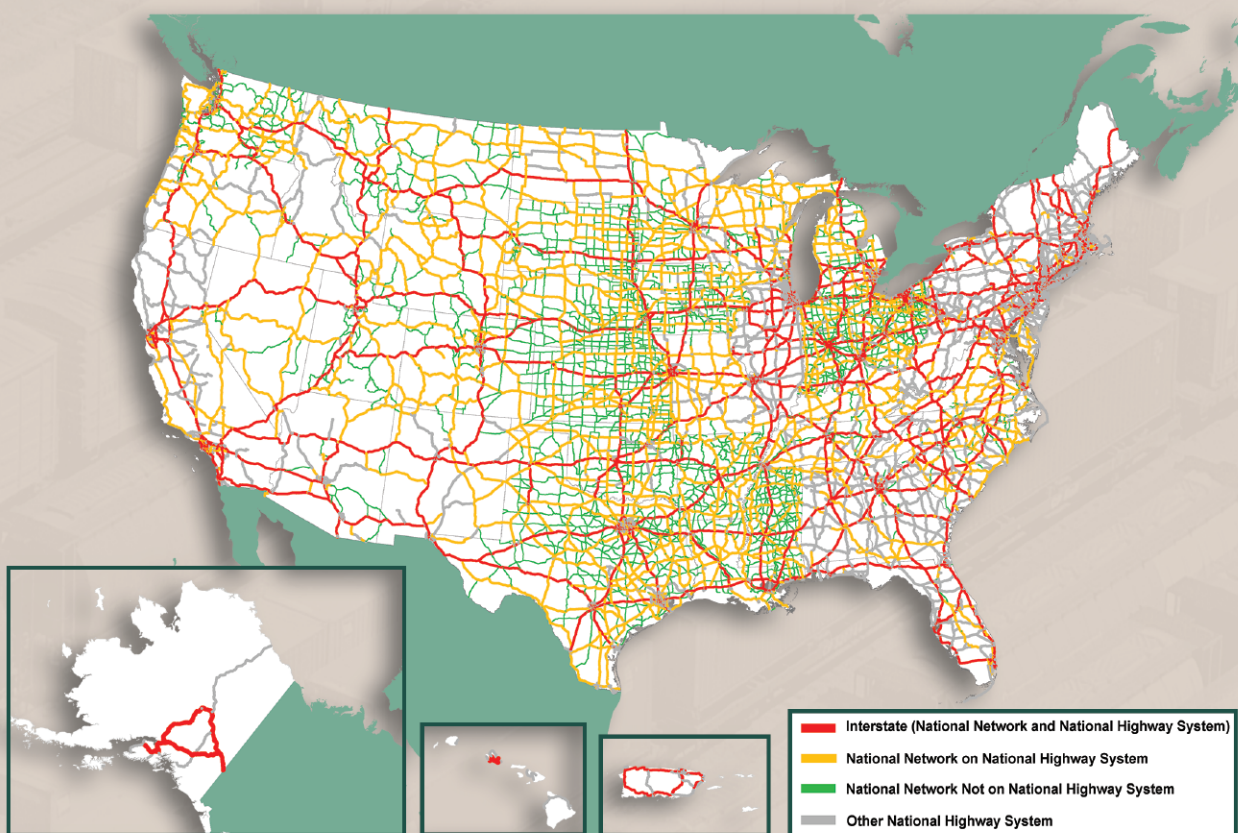 Interstate (National Network and National Highway System)
National Network on National Highway System
National Network Not on National Highway System
Other National Highway System